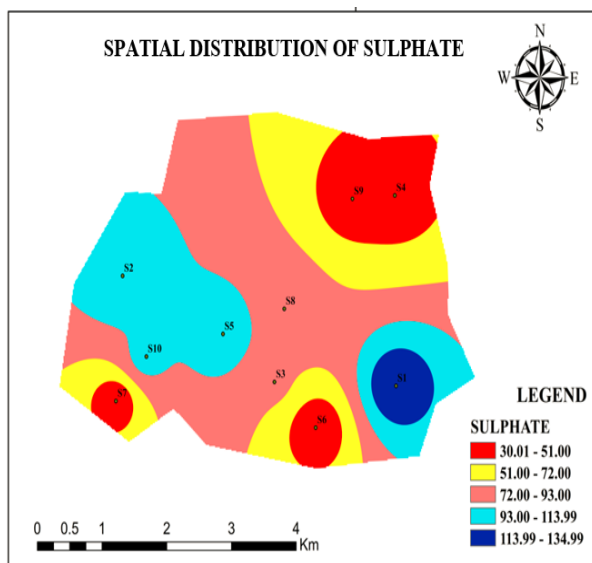 SPATIAL DISTRIBUTION OF SULPHATE
N
W E
S
S9 S4
S2
S8
S5
S10
S3
S1
S7
S6
LEGEND
SULPHATE
30.01 - 51.00
51.00 - 72.00
72.00 - 93.00
93.00 - 113.99
113.99 - 134.99
0 0.5 1 2 3 4
Km